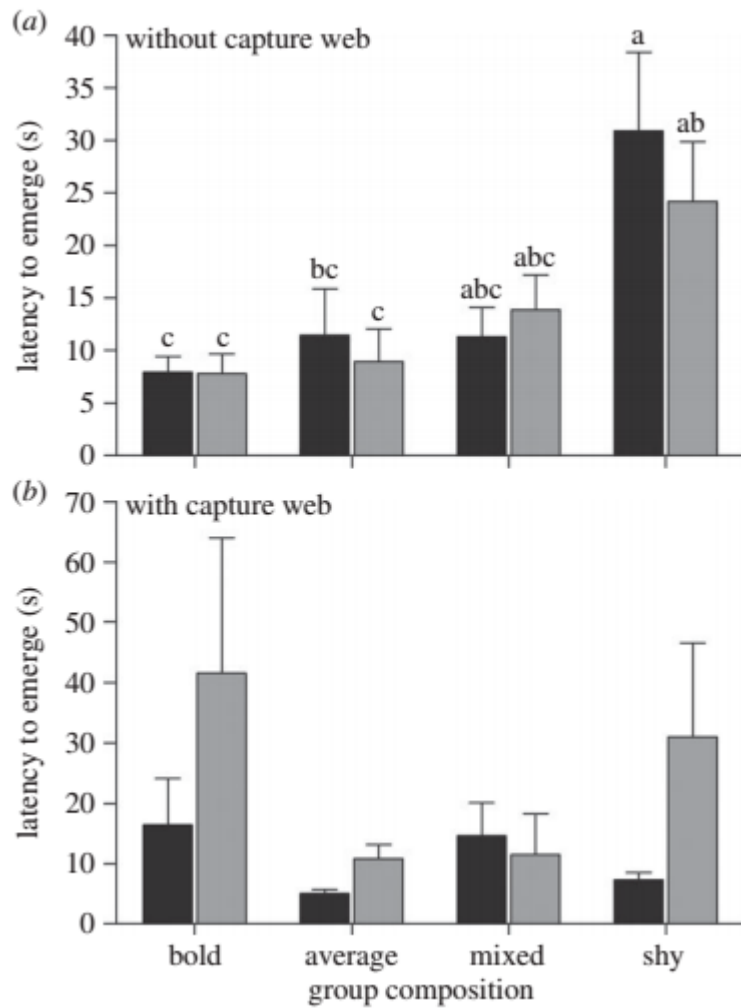 (a)
without capture web
latency to emerge (s)
40
35
30
25
20
15
10
5
0
c
c
bc
c
abc
abc
a
ab
(b)
with capture web
latency to emerge (s)
70
60
50
40
30
20
10
0
bold
average
mixed
shy
group composition